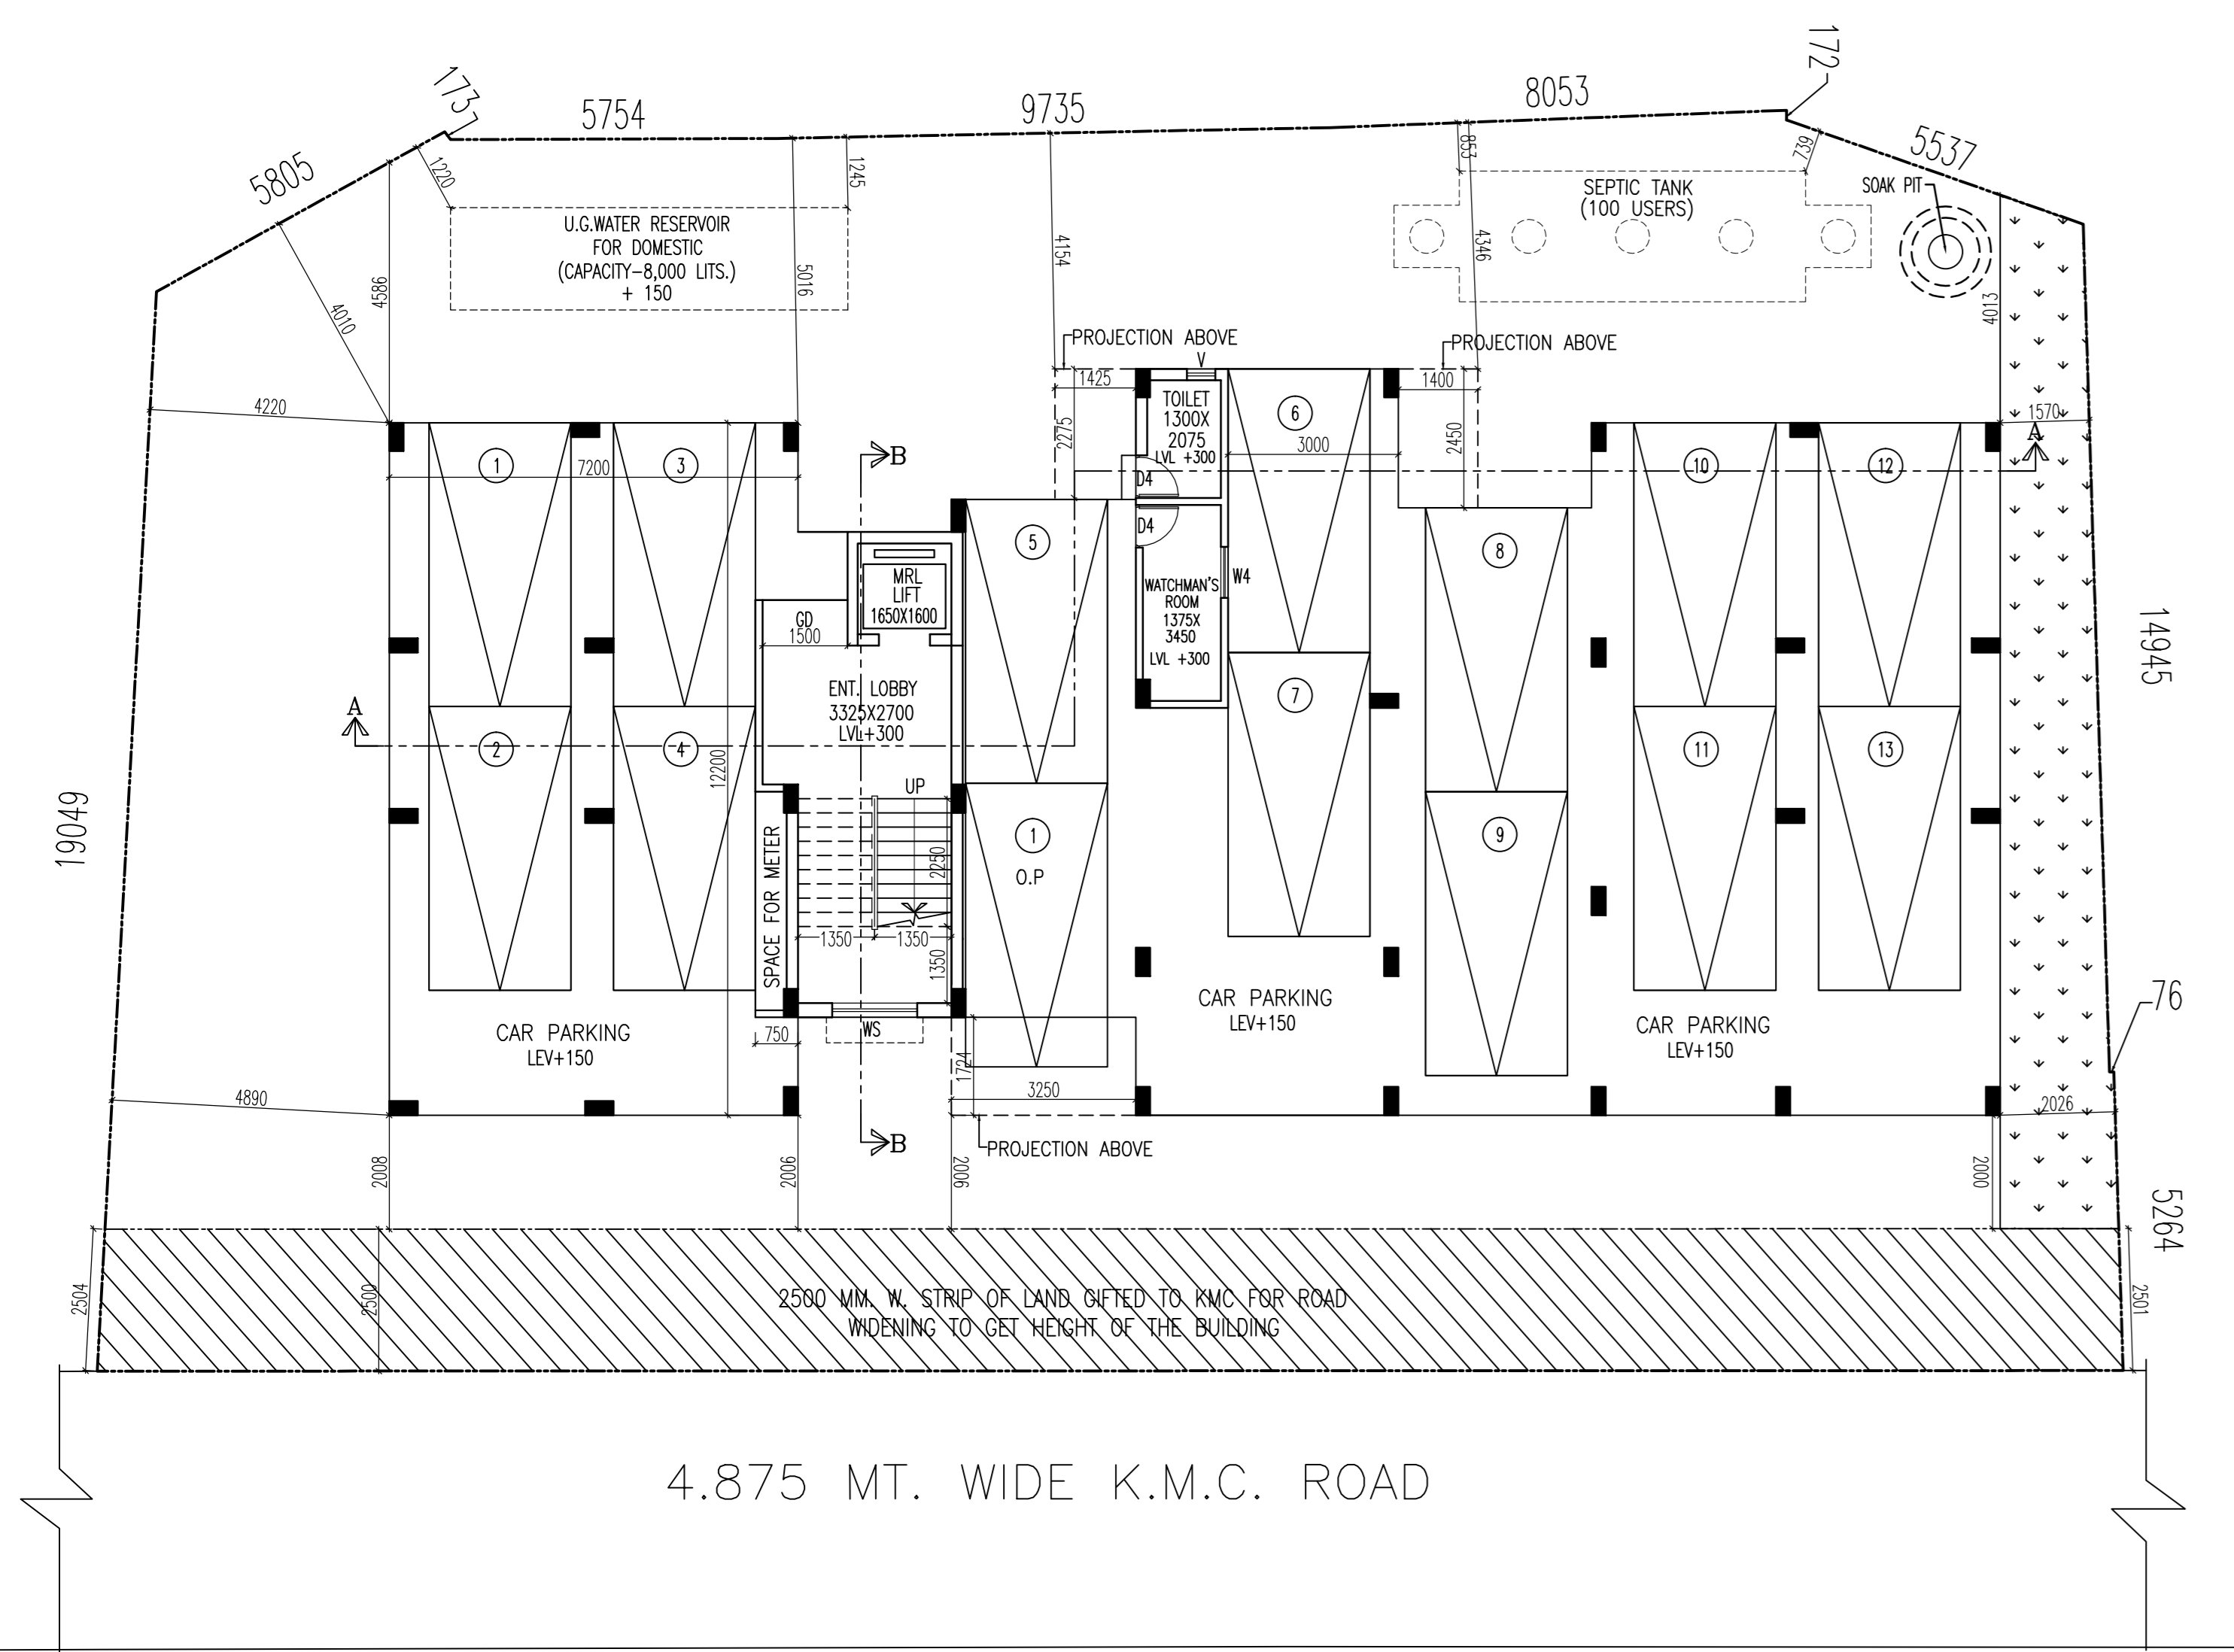 172
173
5754
9735
8053
5537
5805
1220
1245
853
739
U.G.WATER RESERVOIR
FOR DOMESTIC
(CAPACITY-8,000 LITS.)
+ 150
SEPTIC TANK
(100 USERS)
SOAK PIT
4586
4010
5016
4154
4346
4013
PROJECTION ABOVE
PROJECTION ABOVE
V
4220
1425
1400
1570
2275
2450
TOILET
1300X
2075
LVL +300
1
7200
3
B
6
3000
10
12
A
D4
D4
5
8
MRL
LIFT
1650X1600
GD
1500
WATCHMAN'S
ROOM
1375X
3450
LVL +300
W4
14945
ENT. LOBBY
3325X2700
LVL+300
7
A
2
4
12200
11
13
UP
19049
SPACE FOR METER
2250
1
O.P
9
1350
1350
1350
CAR PARKING
LEV+150
WS
750
1724
CAR PARKING
LEV+150
CAR PARKING
LEV+150
76
4890
3250
2026
B
PROJECTION ABOVE
2008
2006
2006
2000
5264
2504
2500
2501
2500 MM. W. STRIP OF LAND GIFTED TO KMC FOR ROAD
WIDENING TO GET HEIGHT OF THE BUILDING
4.875 MT. WIDE K.M.C. ROAD